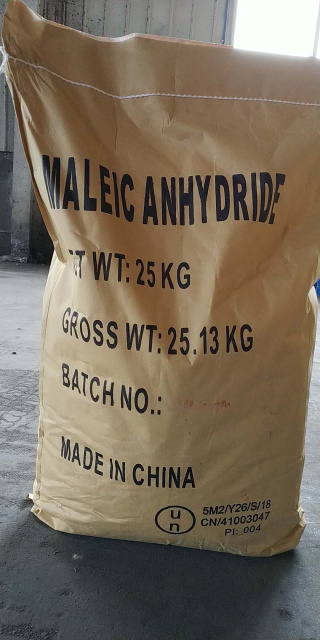 MALEIC ANHYDRIDE
ET WT: 25 KG
GROSS WT: 25.13 KG
BATCH NO.:
MADE IN CHINA
un
5M2/Y26/S/18
CN/41003047
PI: 004